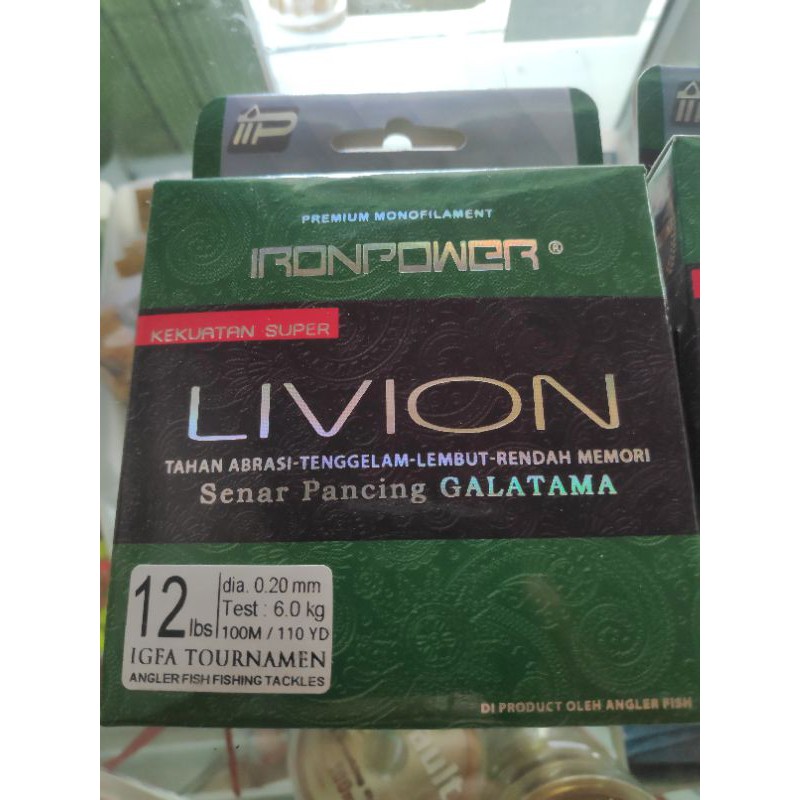 IP
PREMIUM MONOFILAMENT
IRONPOWER®
KEKUATAN SUPER
LIVION
TAHAN ABRASI-TENGGELAM-LEMBUT-RENDAH MEMORI
Senar Pancing GALATAMA
12 lbs
dia. 0.20 mm
Test : 6.0 kg
100M / 110 YD
IGFA TOURNAMEN
ANGLER FISH FISHING TACKLES
DI PRODUCT OLEH ANGLER FISH